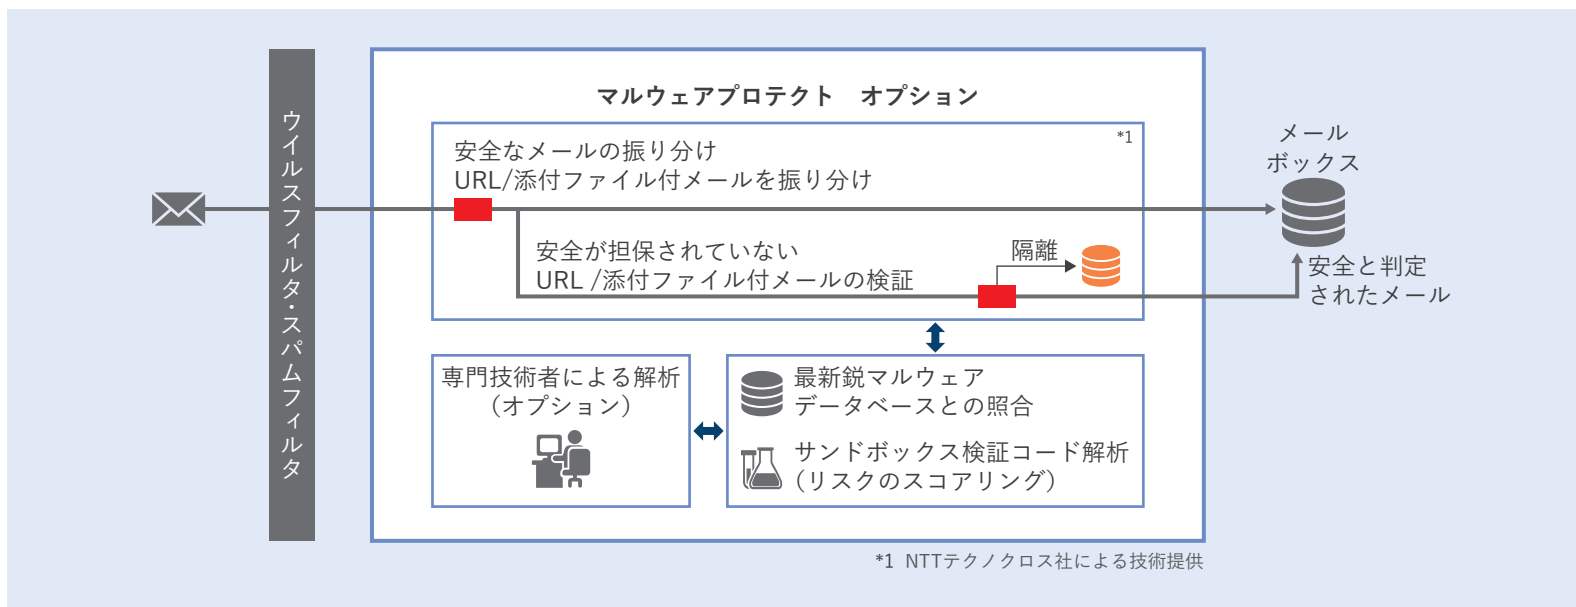 ウイルスフィルタ・スパムフィルタ
マルウェアプロテクト　オプション
*1
安全なメールの振り分け
URL/添付ファイル付メールを振り分け
安全が担保されていない
URL /添付ファイル付メールの検証
隔離
メール
ボックス
安全と判定
されたメール
専門技術者による解析
（オプション）
最新鋭マルウェア
データベースとの照合
サンドボックス検証コード解析
（リスクのスコアリング）
*1 NTTテクノクロス社による技術提供